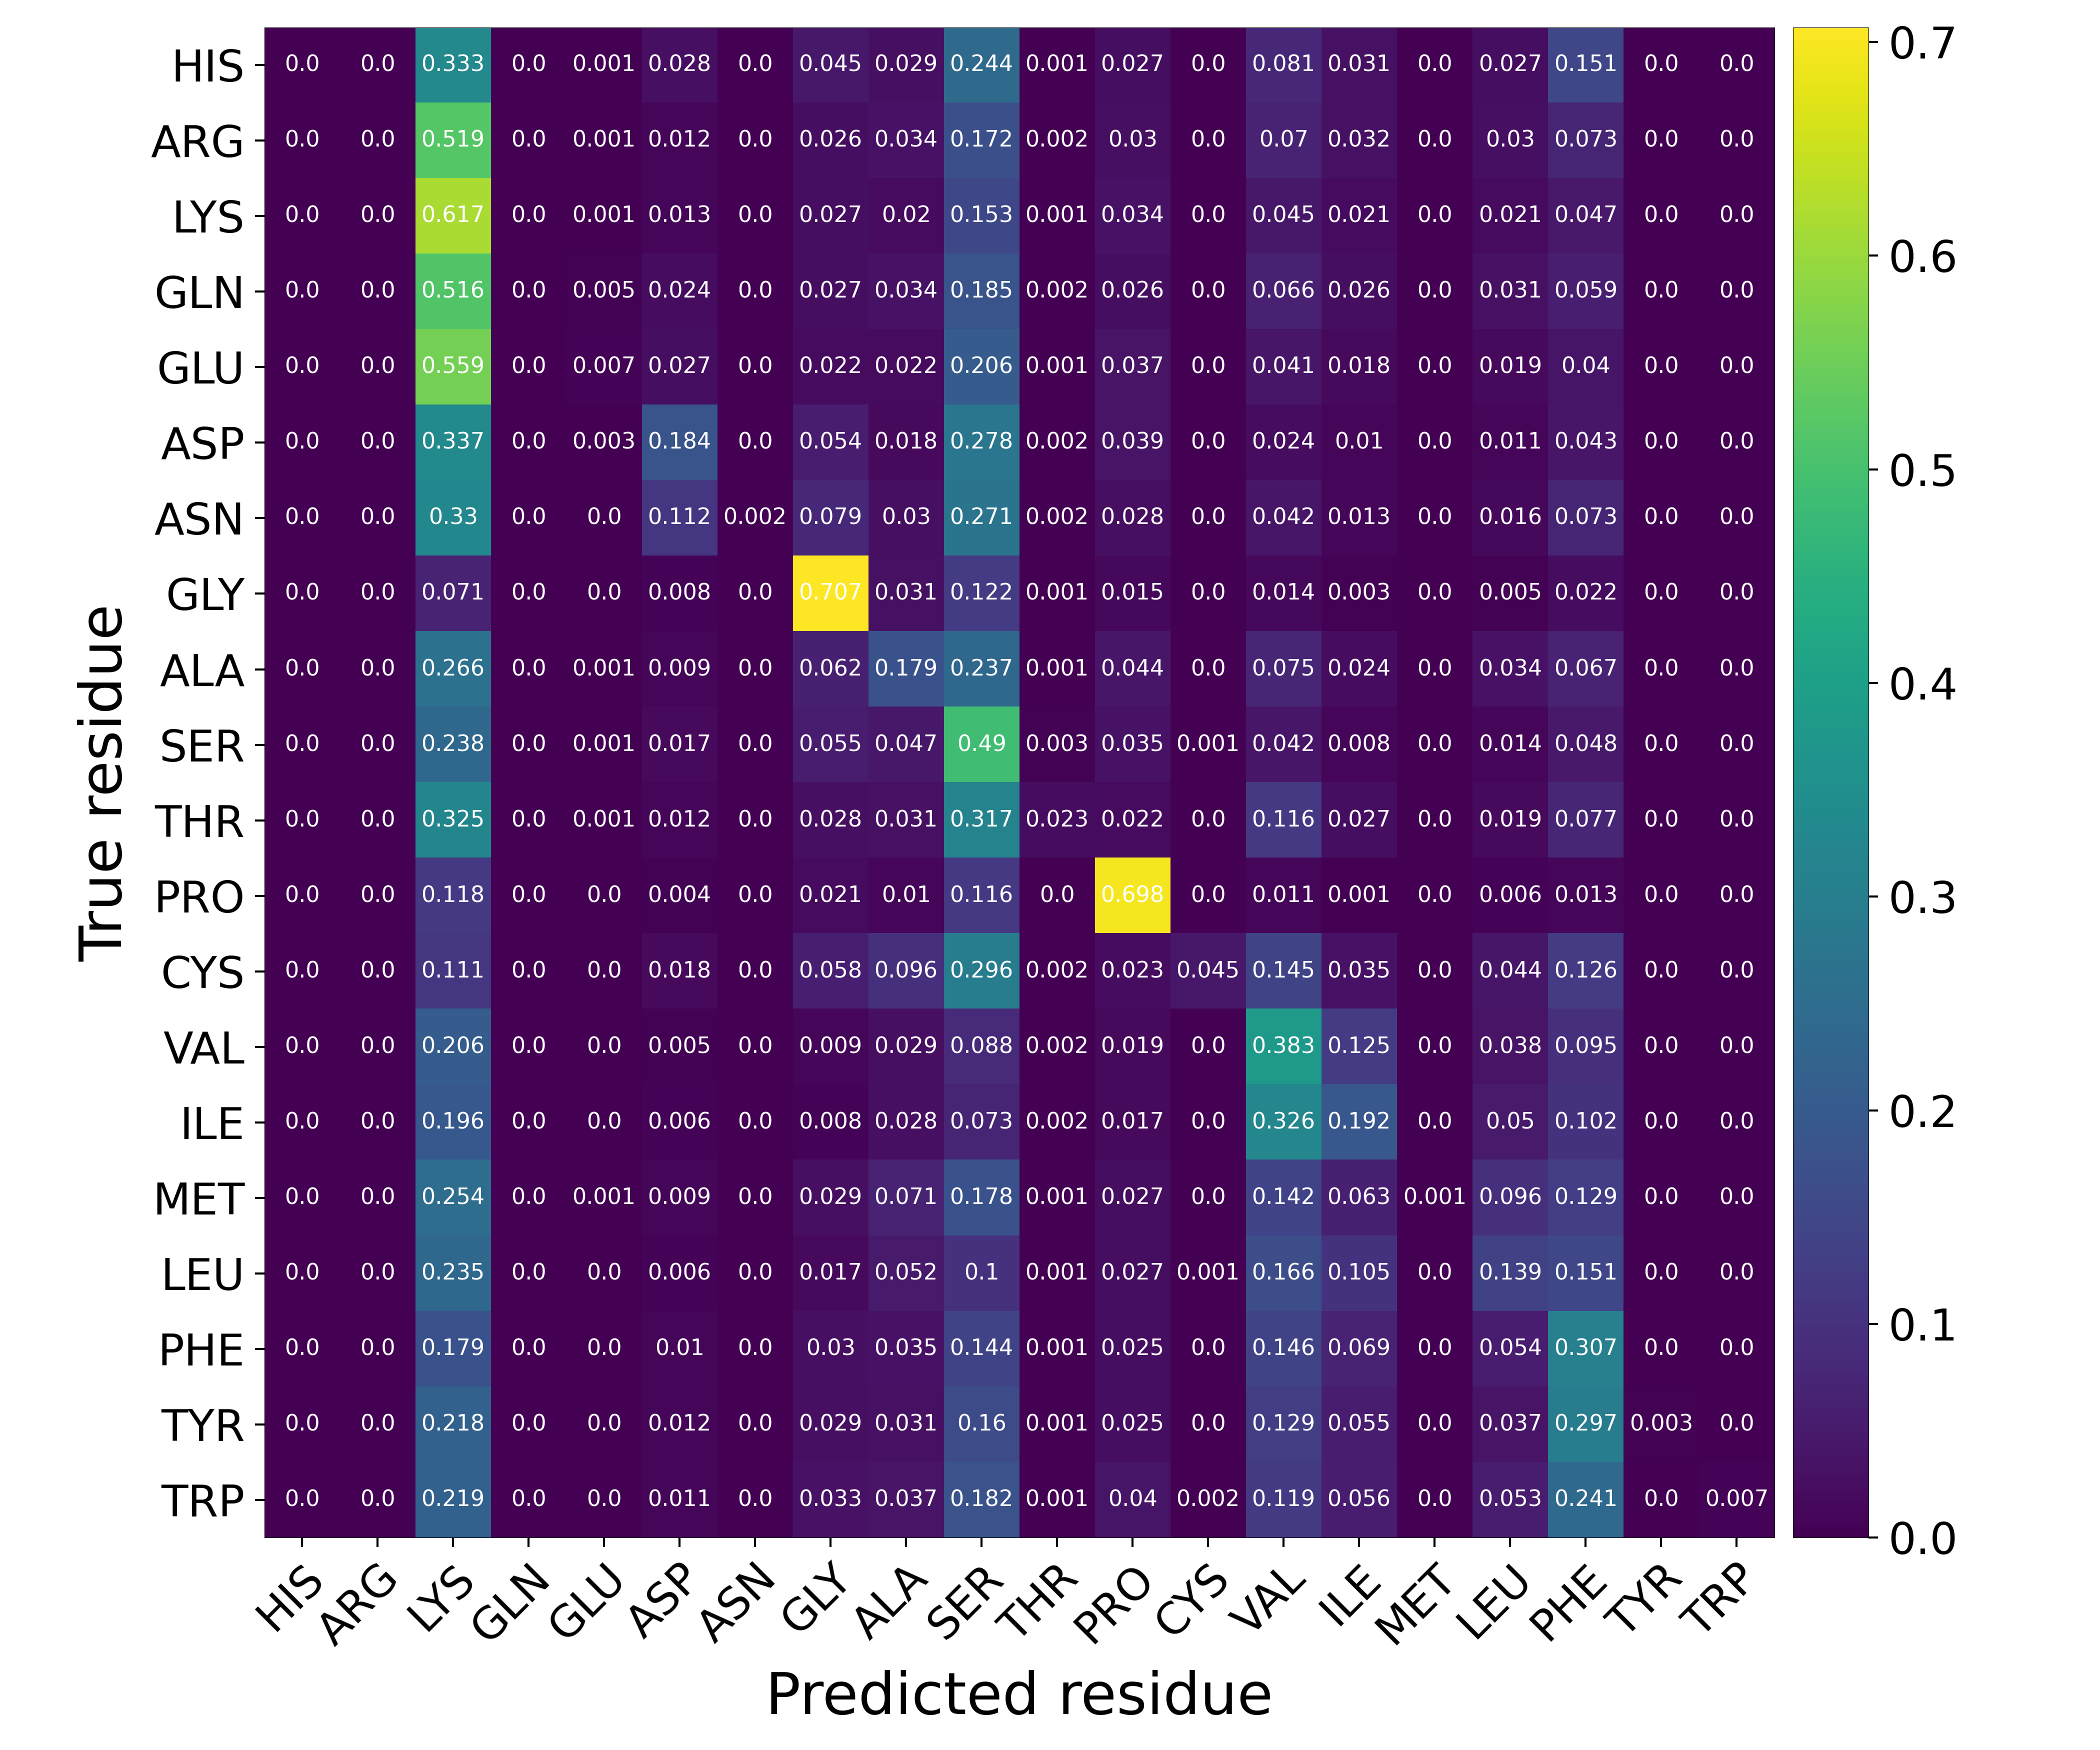 HIS 0.0 0.0 0.333 0.0 0.001 0.028 0.0 0.045 0.029 0.244 0.001 0.027 0.0 0.081 0.031 0.0 0.027 0.151 0.0 0.0
ARG 0.0 0.0 0.519 0.0 0.001 0.012 0.0 0.026 0.034 0.172 0.002 0.03 0.0 0.07 0.032 0.0 0.03 0.073 0.0 0.0
LYS 0.0 0.0 0.617 0.0 0.001 0.013 0.0 0.027 0.02 0.153 0.001 0.034 0.0 0.045 0.021 0.0 0.021 0.047 0.0 0.0
GLN 0.0 0.0 0.516 0.0 0.005 0.024 0.0 0.027 0.034 0.185 0.002 0.026 0.0 0.066 0.026 0.0 0.031 0.059 0.0 0.0
GLU 0.0 0.0 0.559 0.0 0.007 0.027 0.0 0.022 0.022 0.206 0.001 0.037 0.0 0.041 0.018 0.0 0.019 0.04 0.0 0.0
ASP 0.0 0.0 0.337 0.0 0.003 0.184 0.0 0.054 0.018 0.278 0.002 0.039 0.0 0.024 0.01 0.0 0.011 0.043 0.0 0.0
ASN 0.0 0.0 0.33 0.0 0.0 0.112 0.002 0.079 0.03 0.271 0.002 0.028 0.0 0.042 0.013 0.0 0.016 0.073 0.0 0.0
GLY 0.0 0.0 0.071 0.0 0.0 0.008 0.0 0.707 0.031 0.122 0.001 0.015 0.0 0.014 0.003 0.0 0.005 0.022 0.0 0.0
ALA 0.0 0.0 0.266 0.0 0.001 0.009 0.0 0.062 0.179 0.237 0.001 0.044 0.0 0.075 0.024 0.0 0.034 0.067 0.0 0.0
SER 0.0 0.0 0.238 0.0 0.001 0.017 0.0 0.055 0.047 0.49 0.003 0.035 0.001 0.042 0.008 0.0 0.014 0.048 0.0 0.0
THR 0.0 0.0 0.325 0.0 0.001 0.012 0.0 0.028 0.031 0.317 0.023 0.022 0.0 0.116 0.027 0.0 0.019 0.077 0.0 0.0
PRO 0.0 0.0 0.118 0.0 0.0 0.004 0.0 0.021 0.01 0.116 0.0 0.698 0.0 0.011 0.001 0.0 0.006 0.013 0.0 0.0
CYS 0.0 0.0 0.111 0.0 0.0 0.018 0.0 0.058 0.096 0.296 0.002 0.023 0.045 0.145 0.035 0.0 0.044 0.126 0.0 0.0
VAL 0.0 0.0 0.206 0.0 0.0 0.005 0.0 0.009 0.029 0.088 0.002 0.019 0.0 0.383 0.125 0.0 0.038 0.095 0.0 0.0
ILE 0.0 0.0 0.196 0.0 0.0 0.006 0.0 0.008 0.028 0.073 0.002 0.017 0.0 0.326 0.192 0.0 0.05 0.102 0.0 0.0
MET 0.0 0.0 0.254 0.0 0.001 0.009 0.0 0.029 0.071 0.178 0.001 0.027 0.0 0.142 0.063 0.001 0.096 0.129 0.0 0.0
LEU 0.0 0.0 0.235 0.0 0.0 0.006 0.0 0.017 0.052 0.1 0.001 0.027 0.001 0.166 0.105 0.0 0.139 0.151 0.0 0.0
PHE 0.0 0.0 0.179 0.0 0.0 0.01 0.0 0.03 0.035 0.144 0.001 0.025 0.0 0.146 0.069 0.0 0.054 0.307 0.0 0.0
TYR 0.0 0.0 0.218 0.0 0.0 0.012 0.0 0.029 0.031 0.16 0.001 0.025 0.0 0.129 0.055 0.0 0.037 0.297 0.003 0.0
TRP 0.0 0.0 0.219 0.0 0.0 0.011 0.0 0.033 0.037 0.182 0.001 0.04 0.002 0.119 0.056 0.0 0.053 0.241 0.0 0.007
HIS ARG LYS GLN GLU ASP ASN GLY ALA SER THR PRO CYS VAL ILE MET LEU PHE TYR TRP
Predicted residue
True residue
0.7
0.6
0.5
0.4
0.3
0.2
0.1
0.0